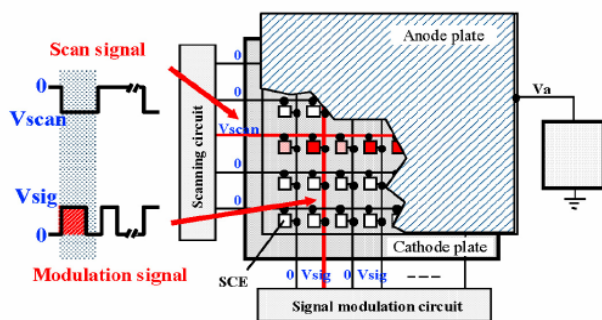 Scan signal
0
Vscan
Vsig
0
Modulation signal
Scanning circuit
0
0
Vscan
0
0
Anode plate
Va
Cathode plate
SCE
0 Vsig 0 Vsig
Signal modulation circuit